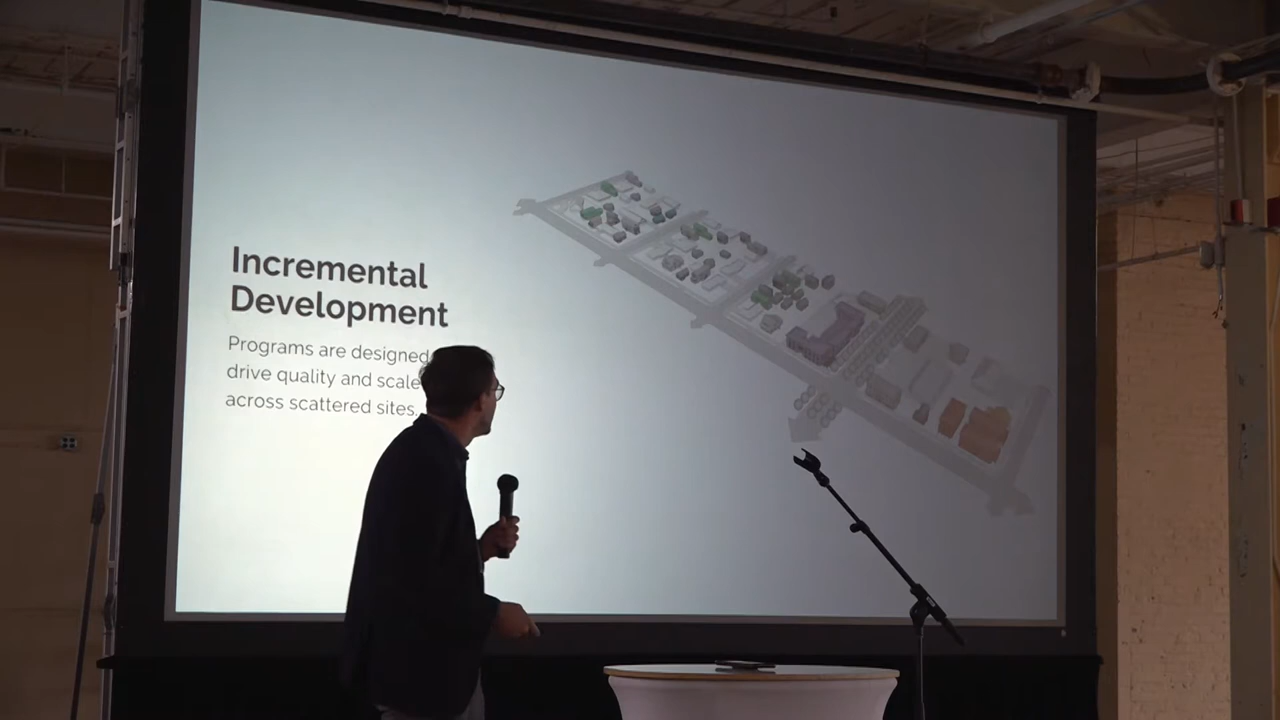 Incremental
Development
Programs are designed
drive quality and scale
across scattered sites.